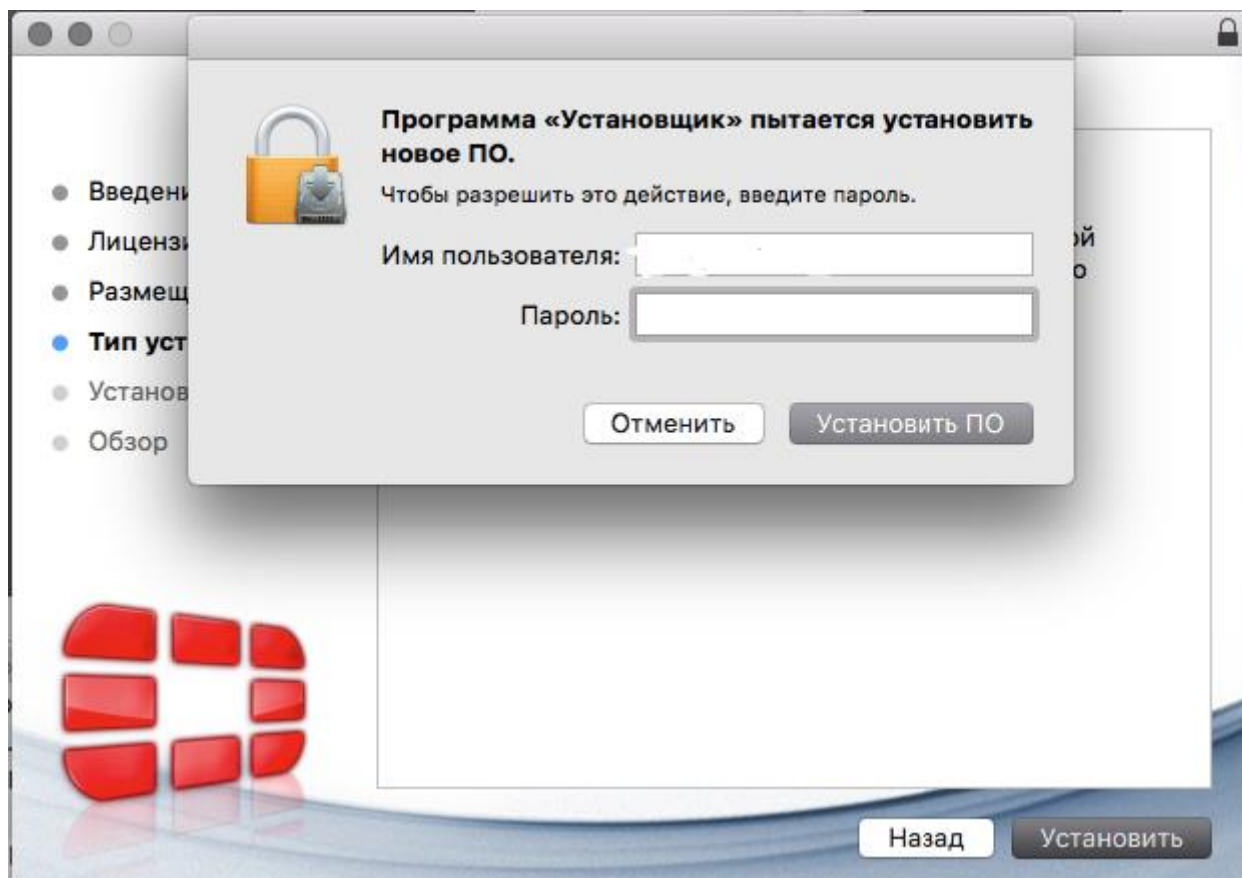 Программа «Установщик» пытается установить
новое ПО.
Чтобы разрешить это действие, введите пароль.
Имя пользователя:
Пароль:
Отменить
Установить ПО
Обзор
Назад
Установить